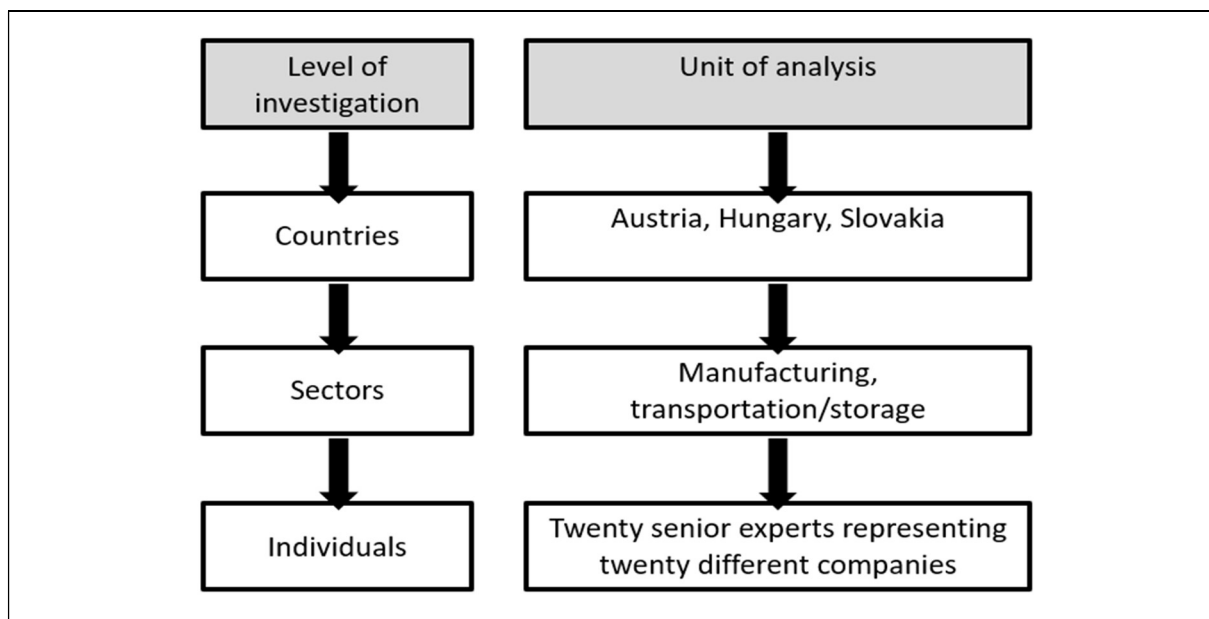 Level of
investigation
Unit of analysis
Countries
Austria, Hungary, Slovakia
Sectors
Manufacturing,
transportation/storage
Individuals
Twenty senior experts representing
twenty different companies